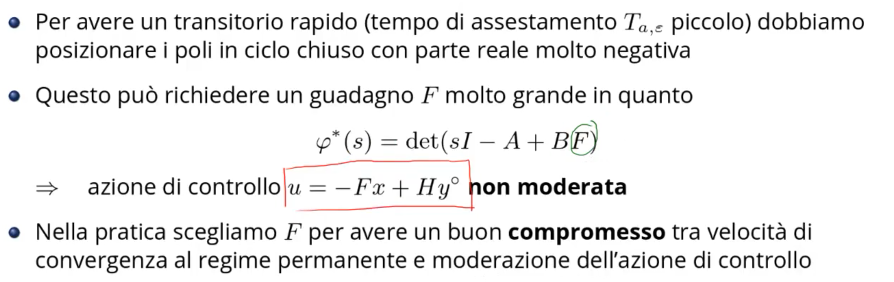 Per avere un transitorio rapido (tempo di assestamento $T_{a,\varepsilon}$ piccolo) dobbiamo
posizionare i poli in ciclo chiuso con parte reale molto negativa
Questo può richiedere un guadagno $F$ molto grande in quanto
$\varphi^*(s) = \det(sI - A + BF)$
⇒ azione di controllo $u = -Fx + Hy^\circ$ non moderata
Nella pratica scegliamo $F$ per avere un buon compromesso tra velocità di
convergenza al regime permanente e moderazione dell’azione di controllo